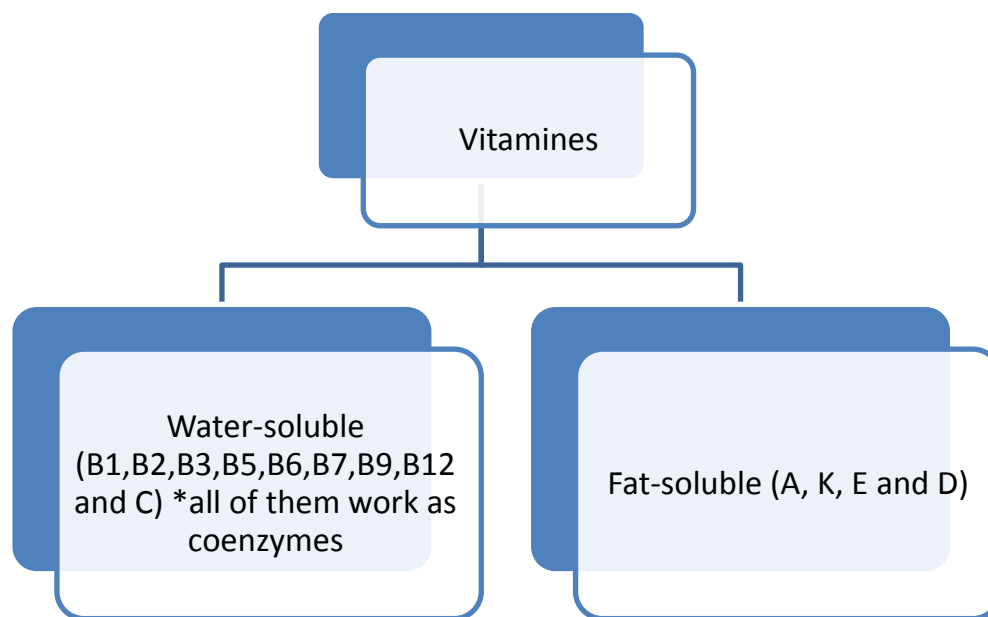 Vitamines
Water-soluble
(B1,B2,B3,B5,B6,B7,B9,B12
and C) *all of them work as
coenzymes
Fat-soluble (A, K, E and D)